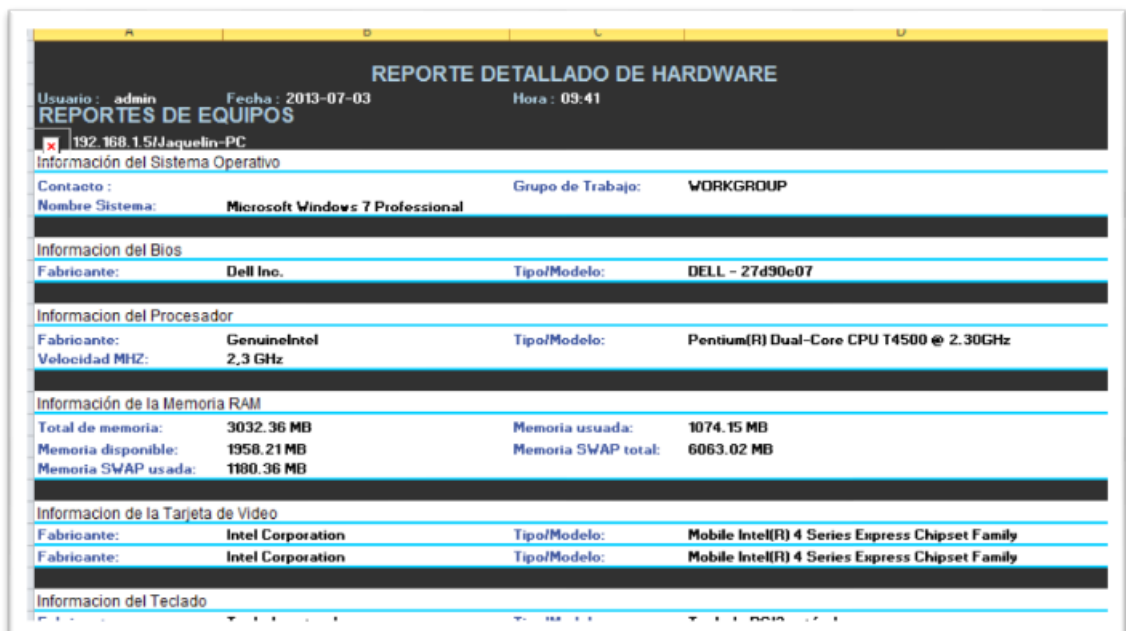 A B C D
REPORTE DETALLADO DE HARDWARE
Usuario : admin Fecha : 2013-07-03 Hora : 09:41
REPORTES DE EQUIPOS
192.168.1.5/Jaquelin-PC
Información del Sistema Operativo
Contacto : Grupo de Trabajo: WORKGROUP
Nombre Sistema: Microsoft Windows 7 Professional
Informacion del Bios
Fabricante: Dell Inc. Tipo/Modelo: DELL - 27d90c07
Informacion del Procesador
Fabricante: GenuineIntel Tipo/Modelo: Pentium(R) Dual-Core CPU T4500 @ 2.30GHz
Velocidad MHZ: 2,3 GHz
Información de la Memoria RAM
Total de memoria: 3032.36 MB Memoria usuada: 1074.15 MB
Memoria disponible: 1958.21 MB Memoria SWAP total: 6063.02 MB
Memoria SWAP usada: 1180.36 MB
Informacion de la Tarjeta de Video
Fabricante: Intel Corporation Tipo/Modelo: Mobile Intel(R) 4 Series Express Chipset Family
Fabricante: Intel Corporation Tipo/Modelo: Mobile Intel(R) 4 Series Express Chipset Family
Informacion del Teclado